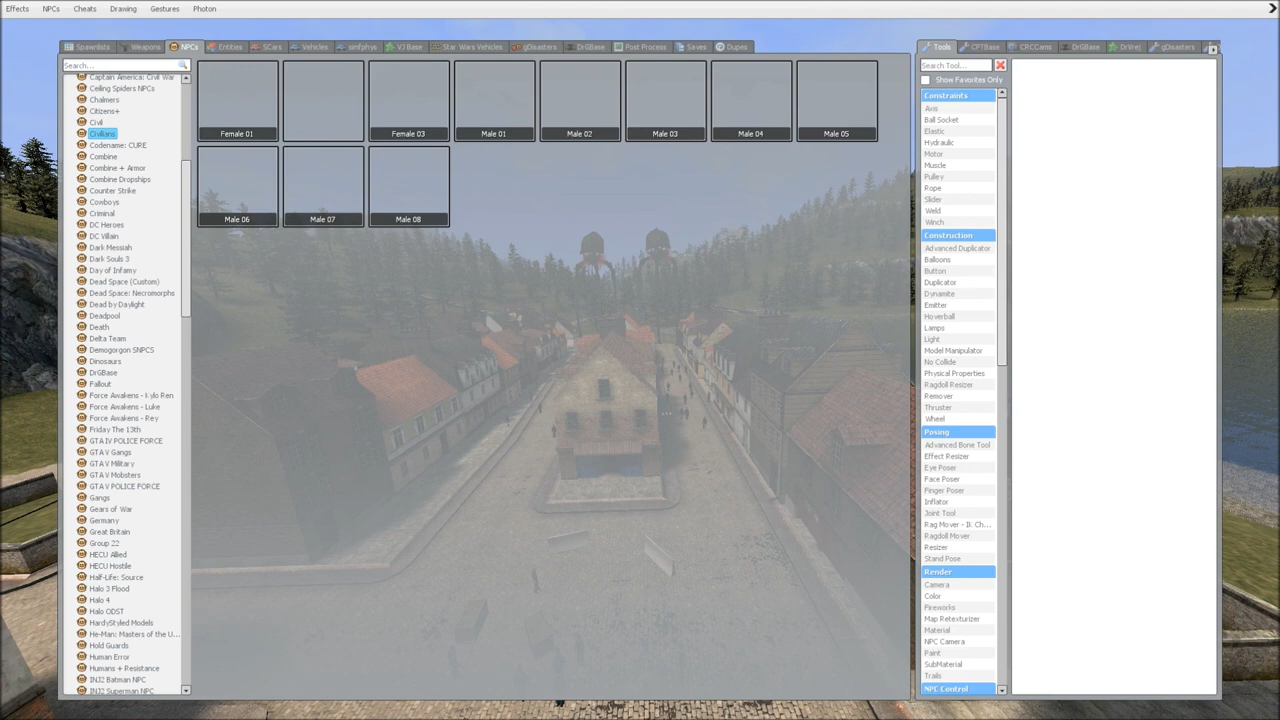 Effects NPCs Cheats Drawing Gestures Photon
Spawnlists Weapons NPCs Entities SCars Vehicles simfphys VJ Base Star Wars Vehicles gDisasters DrGBase Post Process Saves Dupes
Search...
Captain America: Civil War
Ceiling Spiders NPCs
Chalmers
Citizens+
Civil
Civilians
Codename: CURE
Combine
Combine + Armor
Combine Dropships
Counter Strike
Cowboys
Criminal
DC Heroes
DC Villain
Dark Messiah
Dark Souls 3
Day of Infamy
Dead Space (Custom)
Dead Space: Necromorphs
Dead by Daylight
Deadpool
Death
Delta Team
Demogorgon SNPCS
Dinosaurs
DrGBase
Fallout
Force Awakens - Kylo Ren
Force Awakens - Luke
Force Awakens - Rey
Friday The 13th
GTA IV POLICE FORCE
GTA V Gangs
GTA V Military
GTA V Mobsters
GTA V POLICE FORCE
Gangs
Gears of War
Germany
Great Britain
Group 22
HECU Allied
HECU Hostile
Half-Life: Source
Halo 3 Flood
Halo 4
Halo ODST
HardyStyled Models
He-Man: Masters of the U...
Hold Guards
Human Error
Humans + Resistance
INJ2 Batman NPC
INJ2 Superman NPC
Female 01 Female 03 Male 01 Male 02 Male 03 Male 04 Male 05
Male 06 Male 07 Male 08
Tools CPTBase CRCCams DrGBase DrVrej gDisasters
Search Tool...
Show Favorites Only
Constraints
Axis
Ball Socket
Elastic
Hydraulic
Motor
Muscle
Pulley
Rope
Slider
Weld
Winch
Construction
Advanced Duplicator
Balloons
Button
Duplicator
Dynamite
Emitter
Hoverball
Lamps
Light
Model Manipulator
No Collide
Physical Properties
Ragdoll Resizer
Remover
Thruster
Wheel
Posing
Advanced Bone Tool
Effect Resizer
Eye Poser
Face Poser
Finger Poser
Inflator
Joint Tool
Rag Mover - IK Ch...
Ragdoll Mover
Resizer
Stand Pose
Render
Camera
Color
Fireworks
Map Retexturizer
Material
NPC Camera
Paint
SubMaterial
Trails
NPC Control